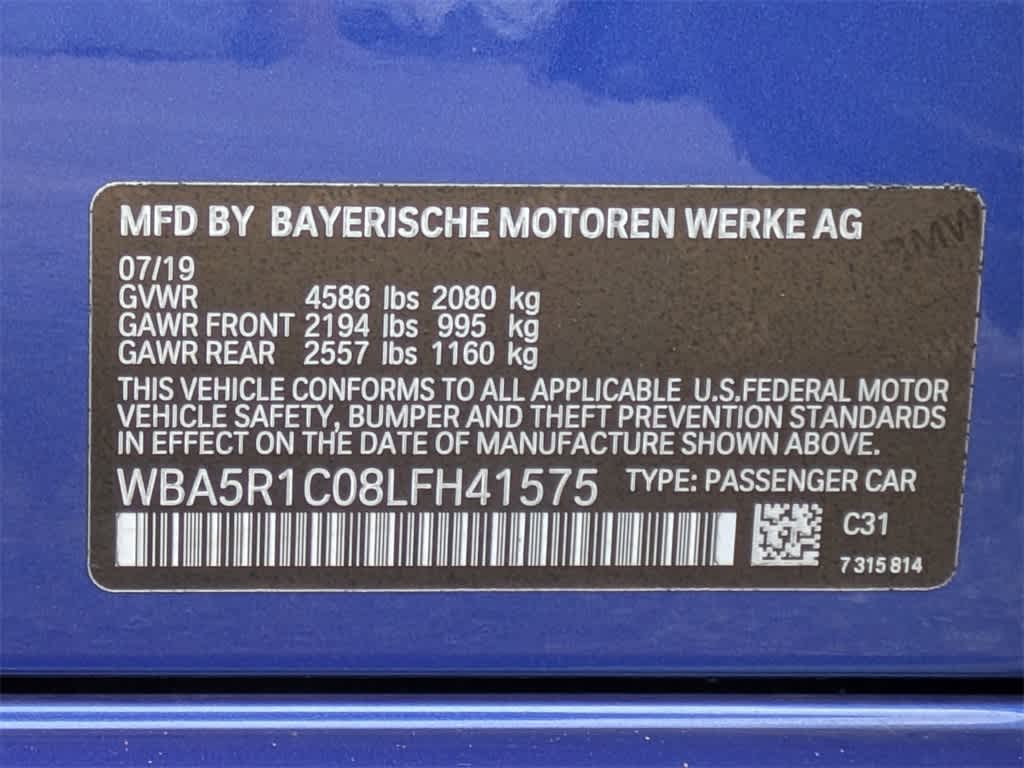 MFD BY BAYERISCHE MOTOREN WERKE AG
07/19
GVWR 4586 lbs 2080 kg
GAWR FRONT 2194 lbs 995 kg
GAWR REAR 2557 lbs 1160 kg
THIS VEHICLE CONFORMS TO ALL APPLICABLE U.S.FEDERAL MOTOR
VEHICLE SAFETY, BUMPER AND THEFT PREVENTION STANDARDS
IN EFFECT ON THE DATE OF MANUFACTURE SHOWN ABOVE.
WBA5R1C08LFH41575 TYPE: PASSENGER CAR
C31
7 315 814